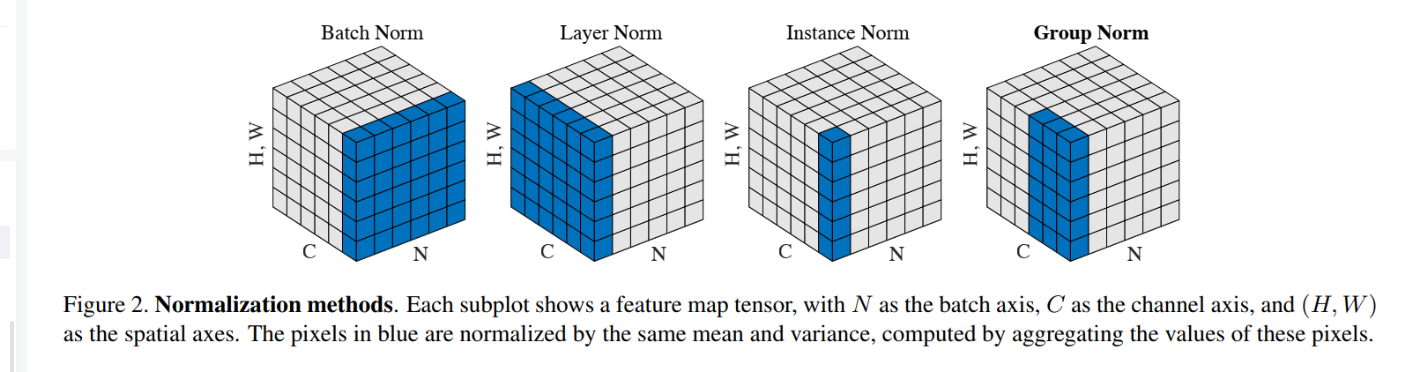 Batch Norm
Layer Norm
Instance Norm
Group Norm
H, W
C
N
H, W
C
N
H, W
C
N
H, W
C
N
Figure 2. Normalization methods. Each subplot shows a feature map tensor, with N as the batch axis, C as the channel axis, and (H, W)
as the spatial axes. The pixels in blue are normalized by the same mean and variance, computed by aggregating the values of these pixels.